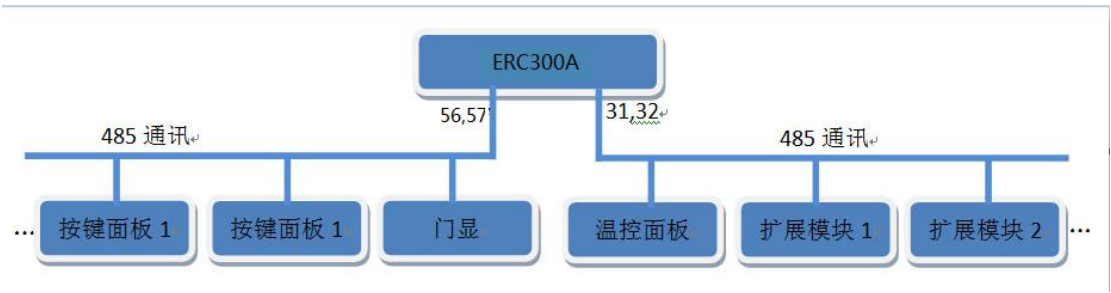 ERC300A
56,57
31,32
485 通讯
485 通讯
... 按键面板 1 按键面板 1 门显 温控面板 扩展模块 1 扩展模块 2 ...